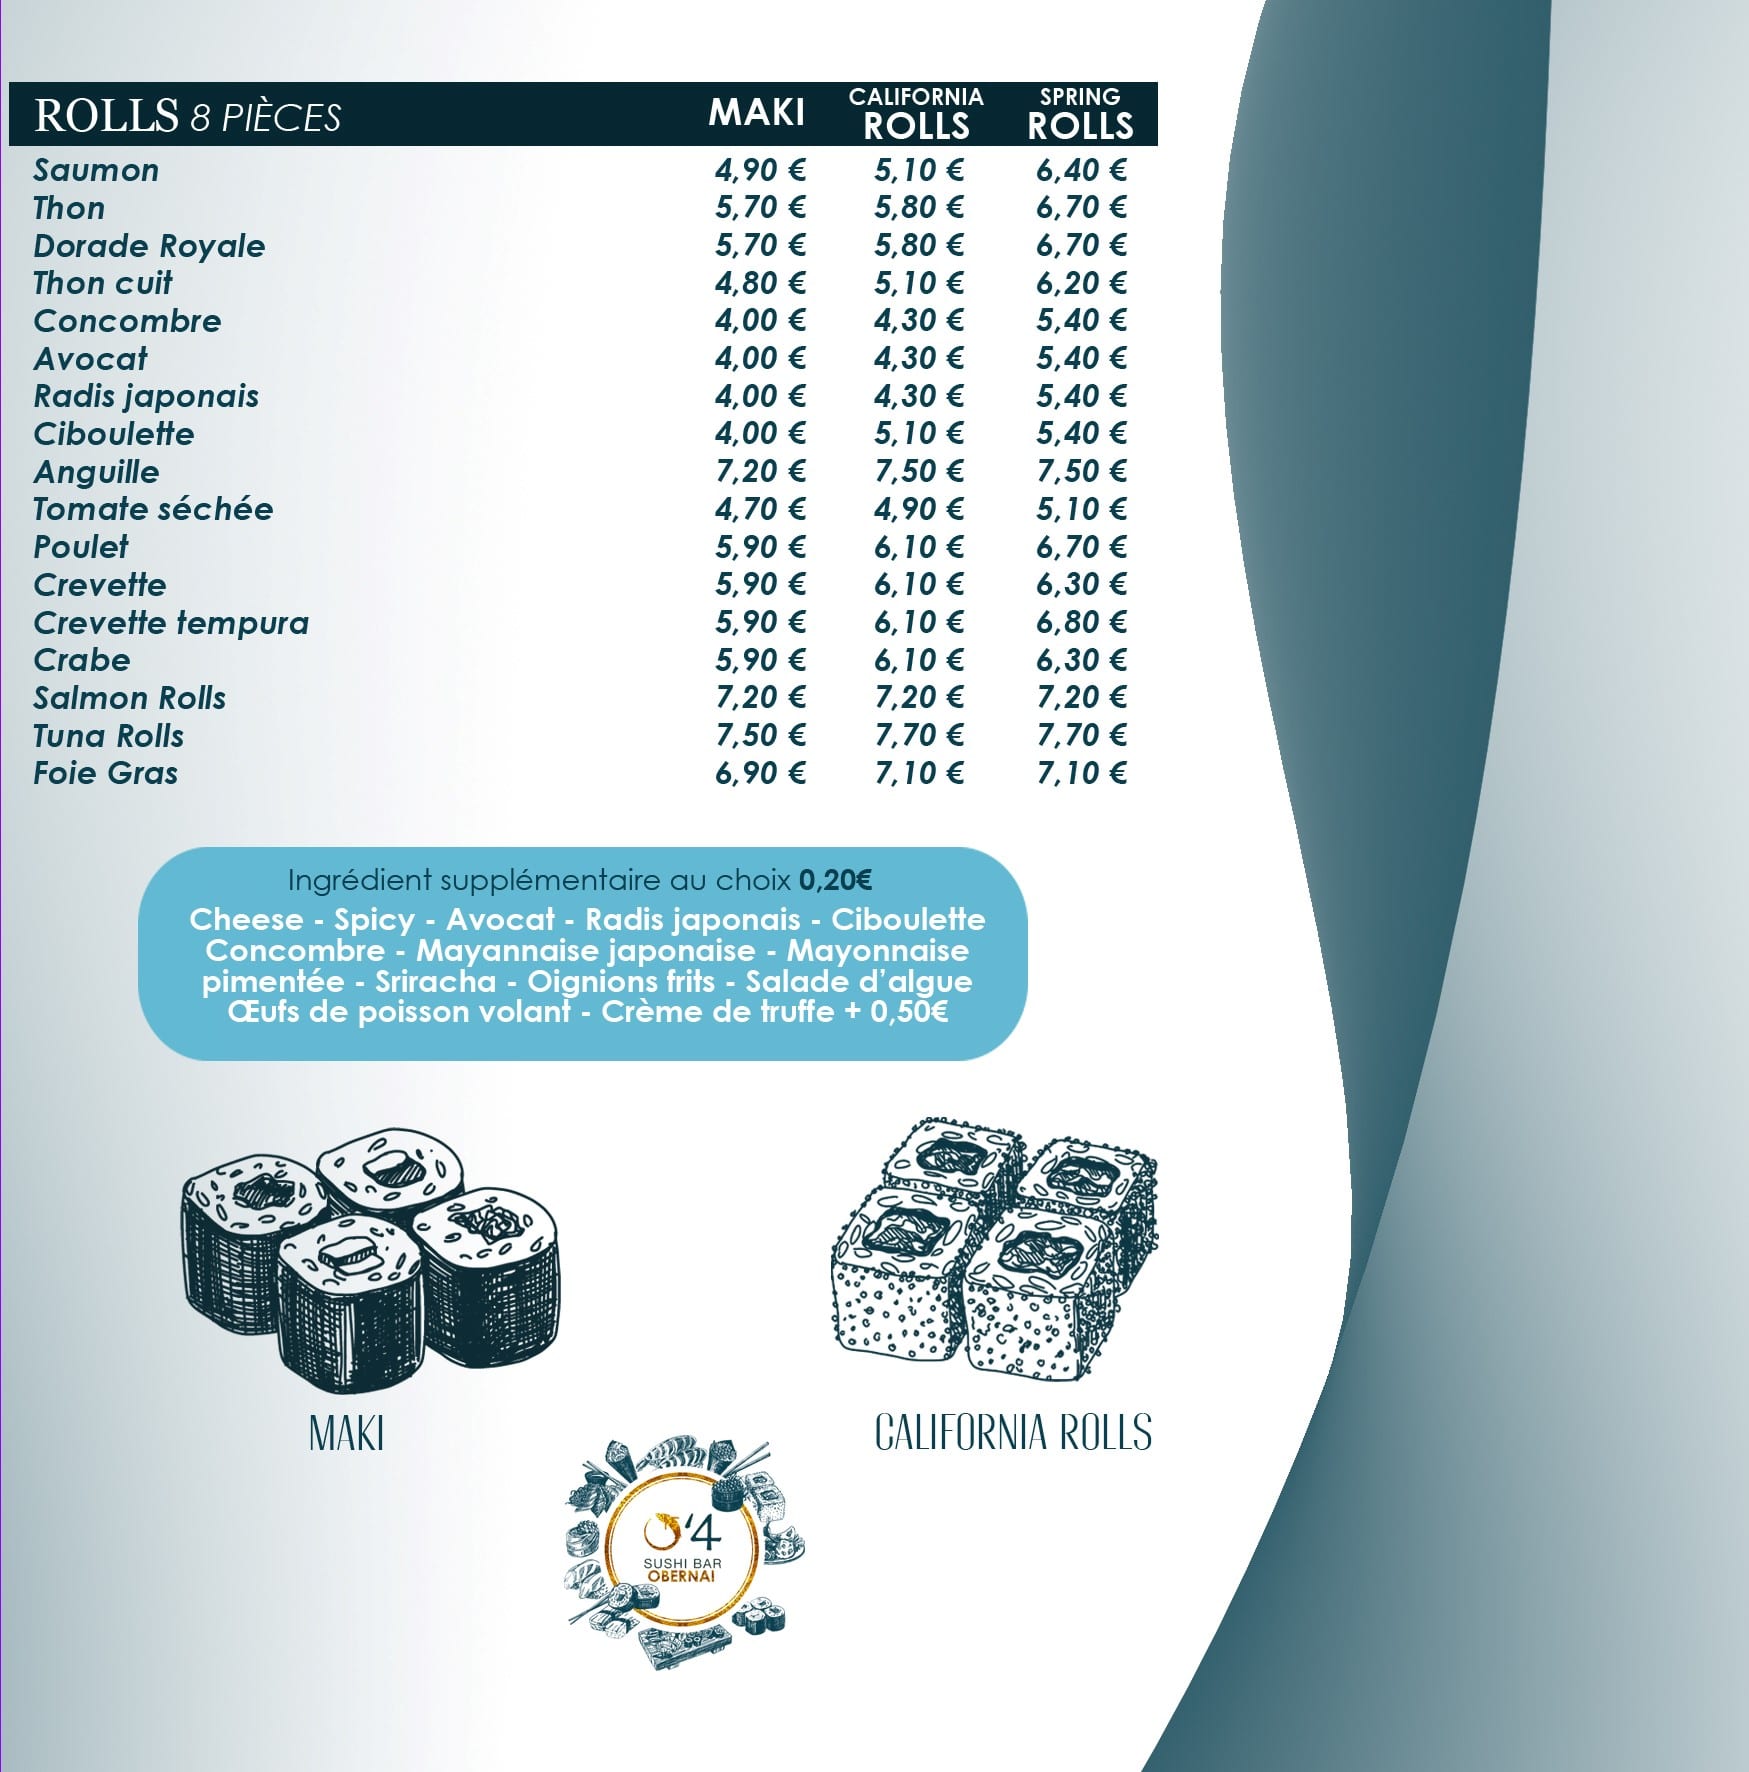 ROLLS 8 PIÈCES MAKI CALIFORNIA ROLLS SPRING ROLLS
Saumon 4,90 € 5,10 € 6,40 €
Thon 5,70 € 5,80 € 6,70 €
Dorade Royale 5,70 € 5,80 € 6,70 €
Thon cuit 4,80 € 5,10 € 6,20 €
Concombre 4,00 € 4,30 € 5,40 €
Avocat 4,00 € 4,30 € 5,40 €
Radis japonais 4,00 € 4,30 € 5,40 €
Ciboulette 4,00 € 5,10 € 5,40 €
Anguille 7,20 € 7,50 € 7,50 €
Tomate séchée 4,70 € 4,90 € 5,10 €
Poulet 5,90 € 6,10 € 6,70 €
Crevette 5,90 € 6,10 € 6,30 €
Crevette tempura 5,90 € 6,10 € 6,80 €
Crabe 5,90 € 6,10 € 6,30 €
Salmon Rolls 7,20 € 7,20 € 7,20 €
Tuna Rolls 7,50 € 7,70 € 7,70 €
Foie Gras 6,90 € 7,10 € 7,10 €
Ingrédient supplémentaire au choix 0,20€
Cheese - Spicy - Avocat - Radis japonais - Ciboulette
Concombre - Mayannaise japonaise - Mayonnaise
pimentée - Sriracha - Oignions frits - Salade d'algue
Œufs de poisson volant - Crème de truffe + 0,50€
MAKI
CALIFORNIA ROLLS
O'4
SUSHI BAR
OBERNAI